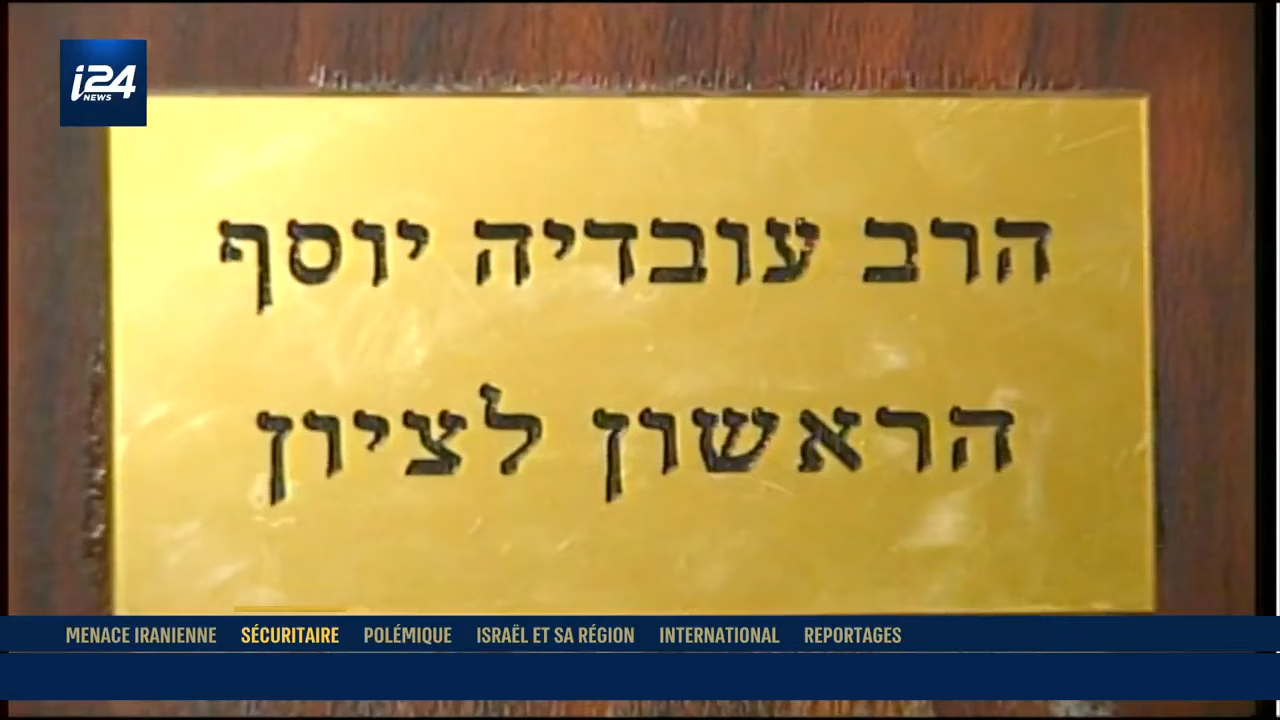 i24
NEWS
הרב עובדיה יוסף
הראשון לציון
MENACE IRANIENNE SÉCURITAIRE POLÉMIQUE ISRAËL ET SA RÉGION INTERNATIONAL REPORTAGES